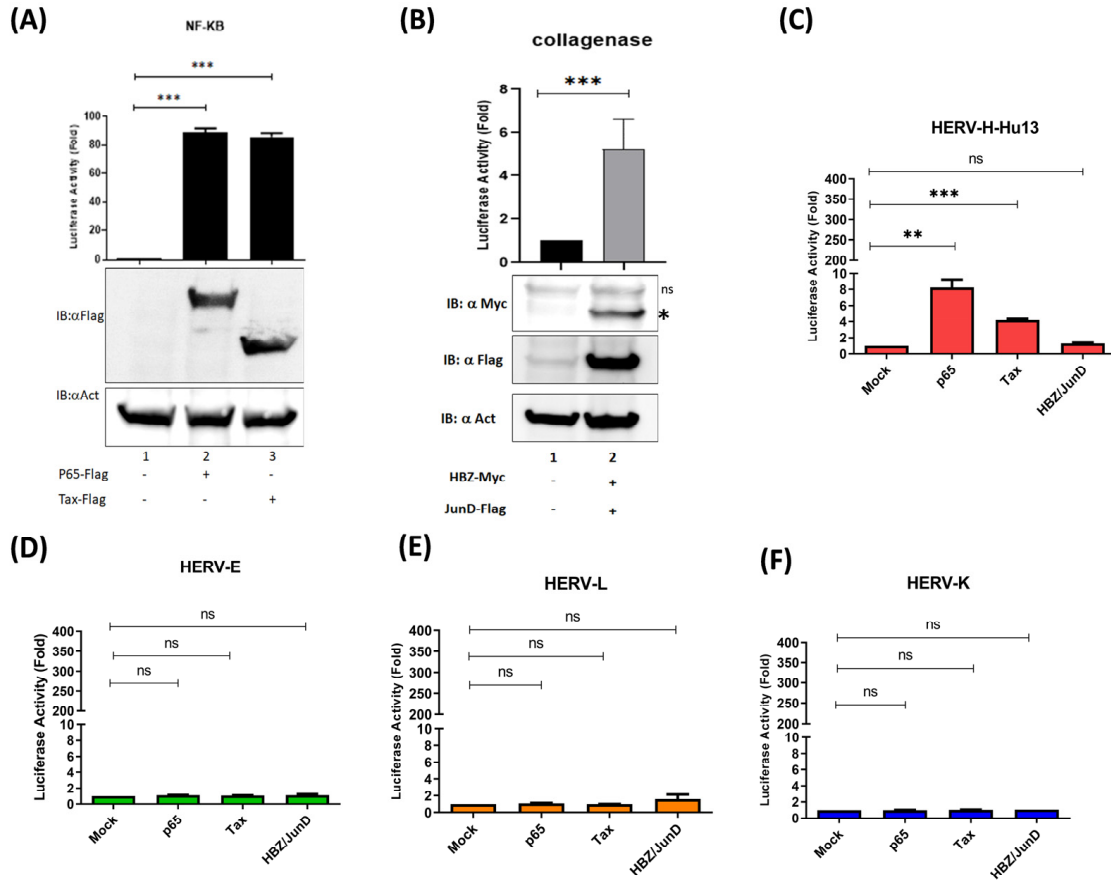 (A)
NF-KB
***
***
Luciferase Activity (Fold)
100
80
60
40
20
0
IB:αFlag
IB:αAct
1 2 3
P65-Flag - + -
Tax-Flag - - +
(B)
collagenase
***
Luciferase Activity (Fold)
8
6
4
2
0
IB: α Myc
ns
*
IB: α Flag
IB: α Act
1 2
HBZ-Myc - +
JunD-Flag - +
(C)
HERV-H-Hu13
ns
***
**
Luciferase Activity (Fold)
400
350
300
250
200
10
8
6
4
2
0
Mock p65 Tax HBZ/JunD
(D)
HERV-E
ns
ns
ns
Luciferase Activity (Fold)
400
350
300
250
200
10
8
6
4
2
0
Mock p65 Tax HBZ/JunD
(E)
HERV-L
ns
ns
ns
Luciferase Activity (Fold)
400
350
300
250
200
10
8
6
4
2
0
Mock p65 Tax HBZ/JunD
(F)
HERV-K
ns
ns
ns
Luciferase Activity (Fold)
400
350
300
250
200
10
8
6
4
2
0
Mock p65 Tax HBZ/JunD